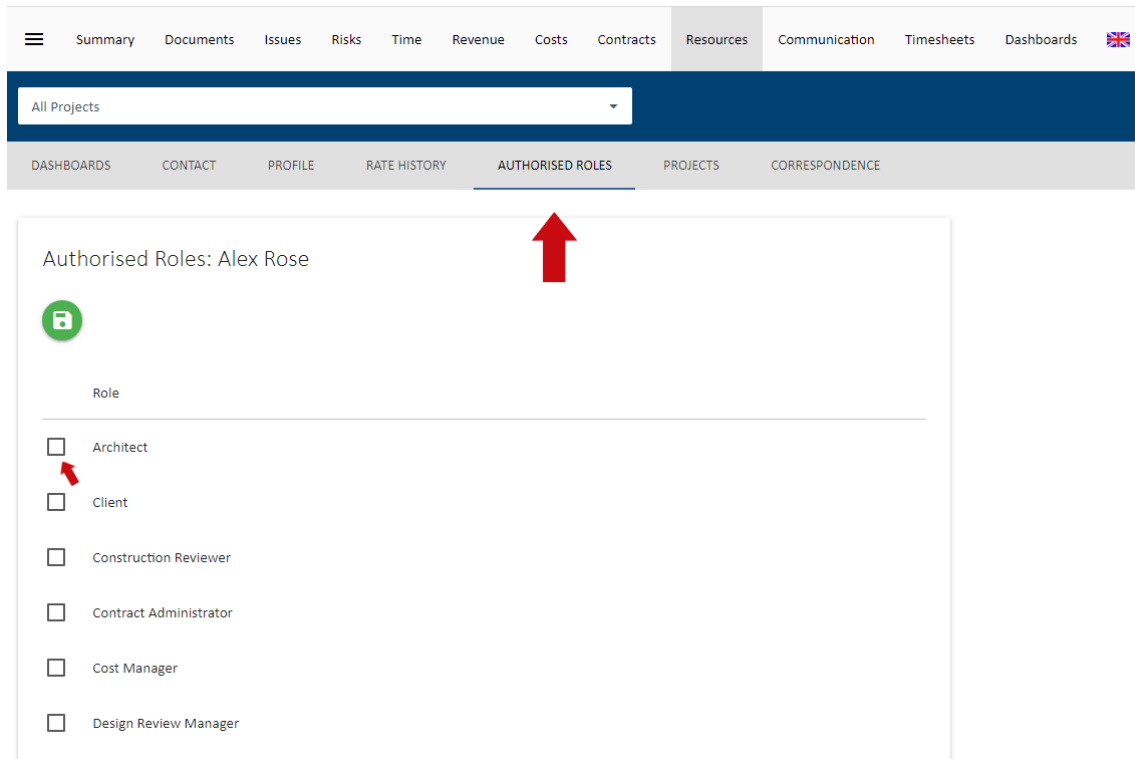 Summary Documents Issues Risks Time Revenue Costs Contracts Resources Communication Timesheets Dashboards
All Projects
DASHBOARDS CONTACT PROFILE RATE HISTORY AUTHORISED ROLES PROJECTS CORRESPONDENCE
Authorised Roles: Alex Rose
Role
Architect
Client
Construction Reviewer
Contract Administrator
Cost Manager
Design Review Manager